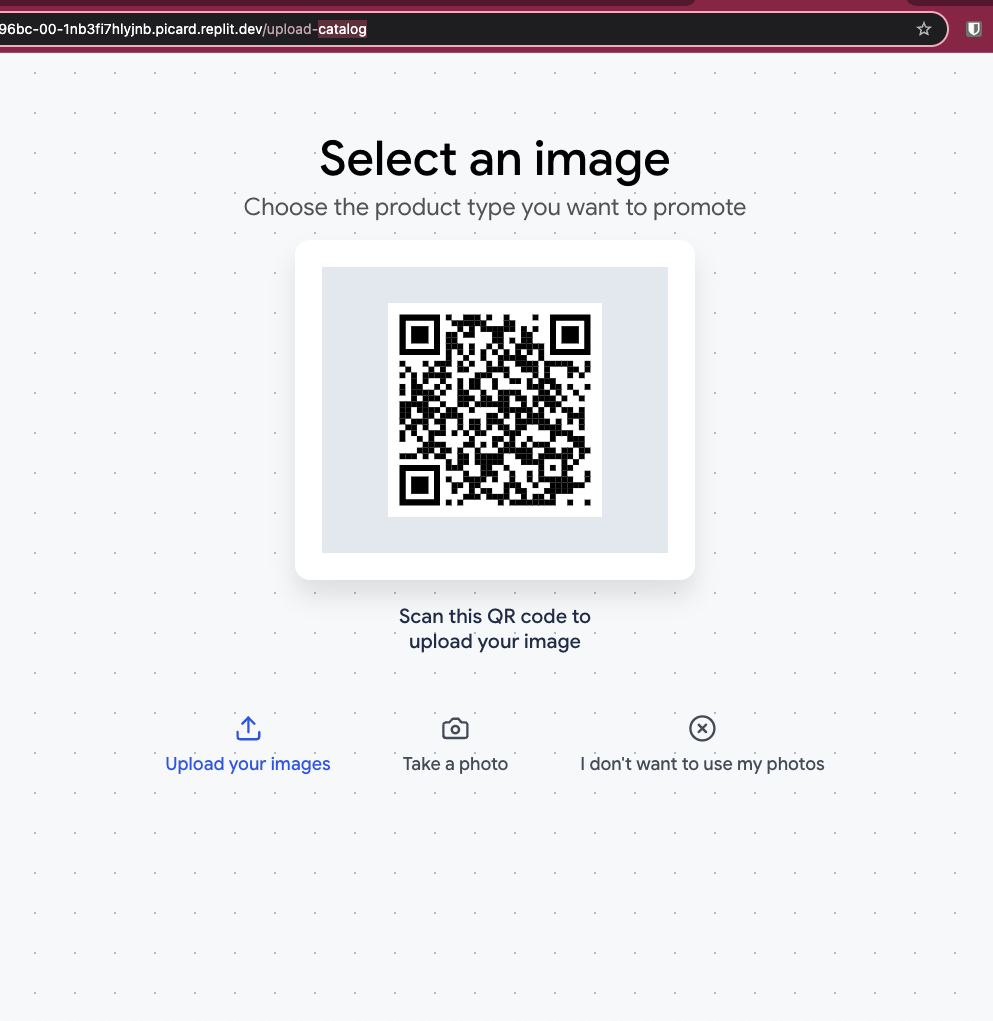 96bc-00-1nb3fi7hlyjnb.picard.replit.dev/upload-catalog
Select an image
Choose the product type you want to promote
Scan this QR code to
upload your image
Upload your images
Take a photo
I don't want to use my photos